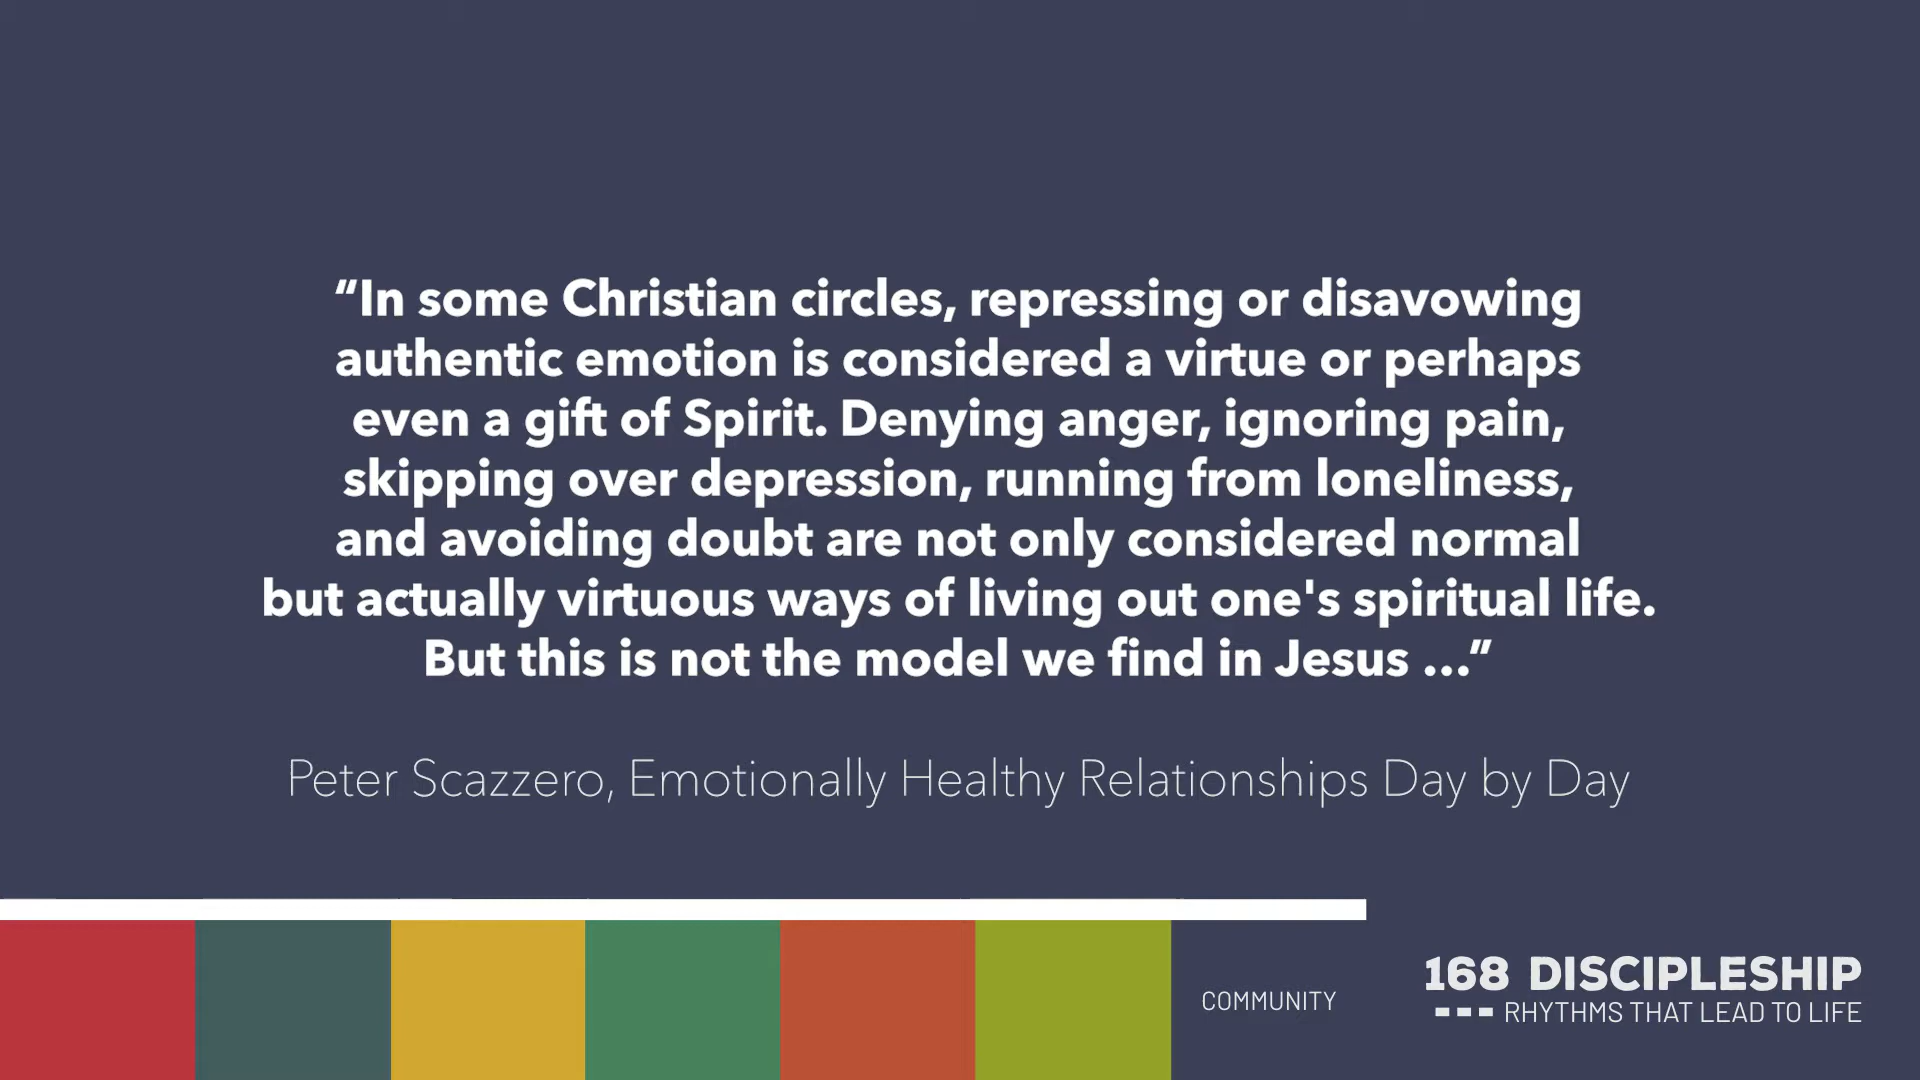 “In some Christian circles, repressing or disavowing
authentic emotion is considered a virtue or perhaps
even a gift of Spirit. Denying anger, ignoring pain,
skipping over depression, running from loneliness,
and avoiding doubt are not only considered normal
but actually virtuous ways of living out one's spiritual life.
But this is not the model we find in Jesus ...”
Peter Scazzero, Emotionally Healthy Relationships Day by Day
COMMUNITY
168 DISCIPLESHIP
RHYTHMS THAT LEAD TO LIFE